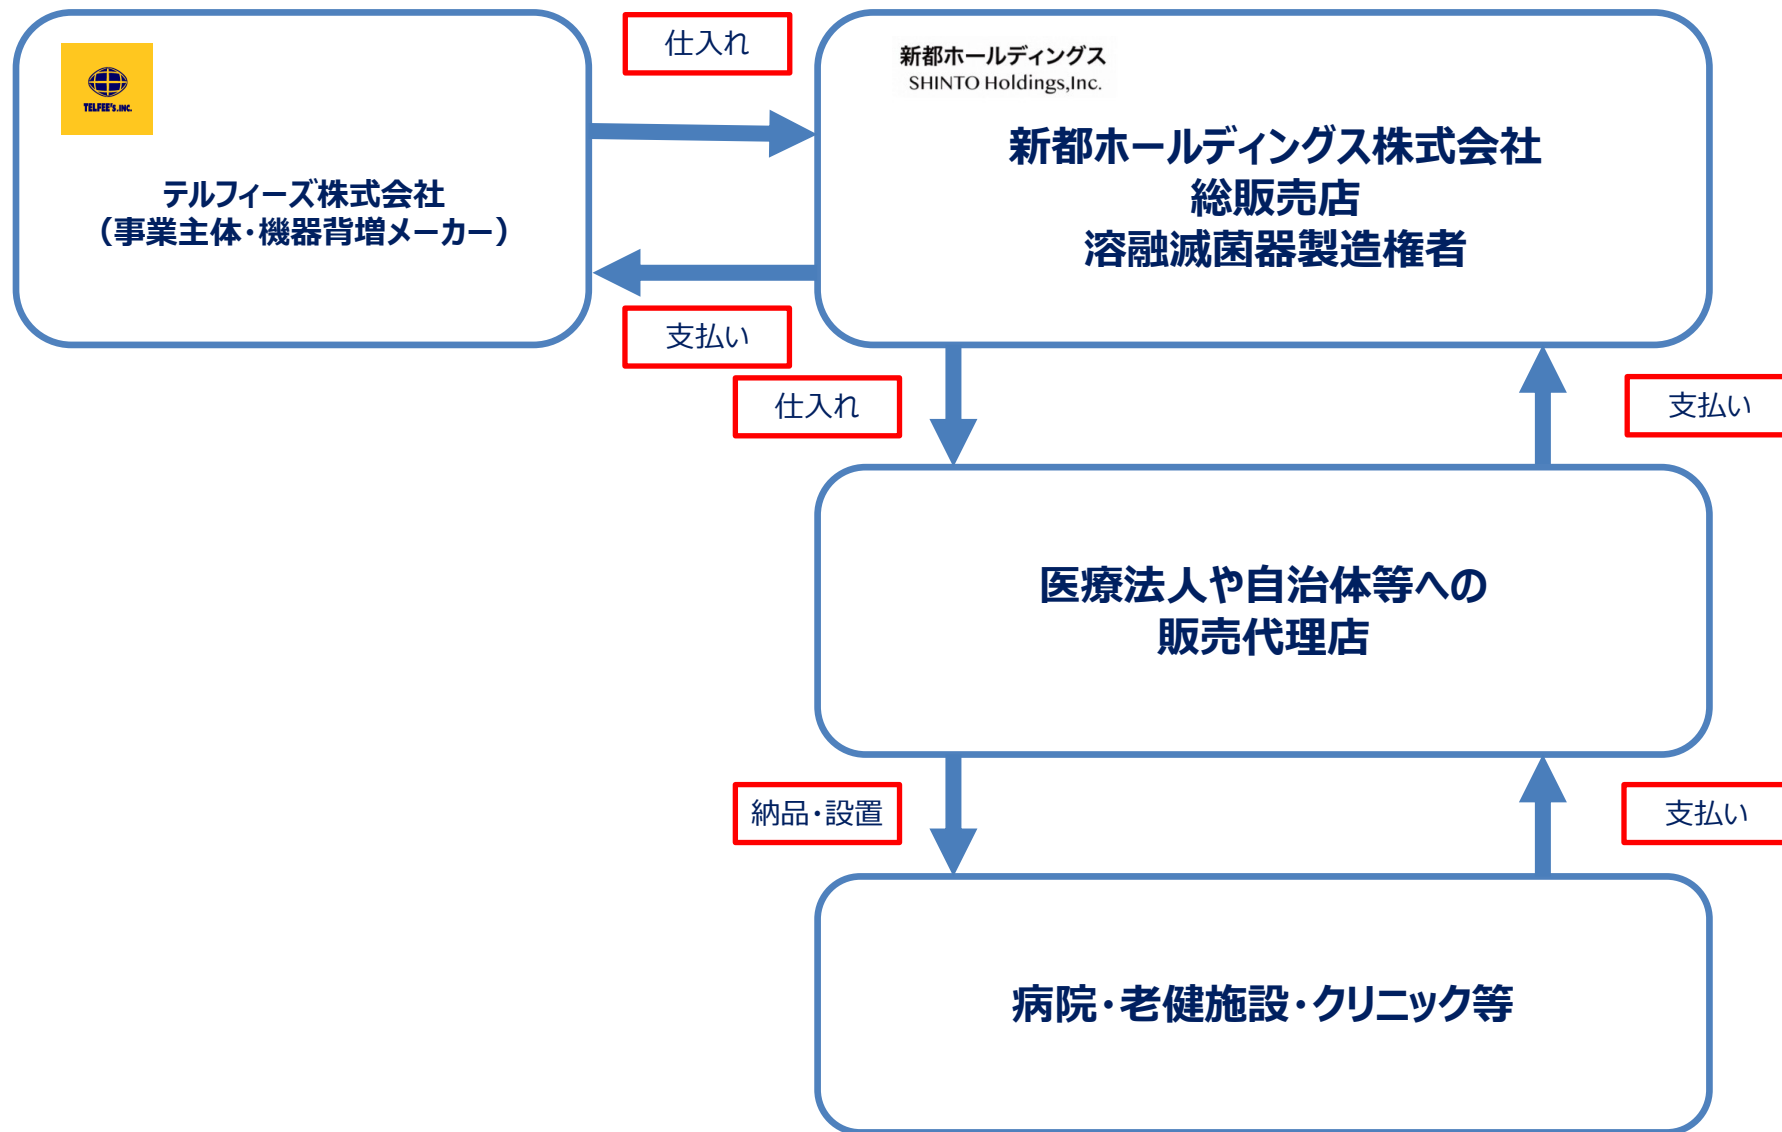 TELFEE's.INC.
テルフィーズ株式会社
（事業主体・機器背増メーカー）
仕入れ
支払い
新都ホールディングス
SHINTO Holdings,Inc.
新都ホールディングス株式会社
総販売店
溶融滅菌器製造権者
仕入れ
支払い
医療法人や自治体等への
販売代理店
納品・設置
支払い
病院・老健施設・クリニック等